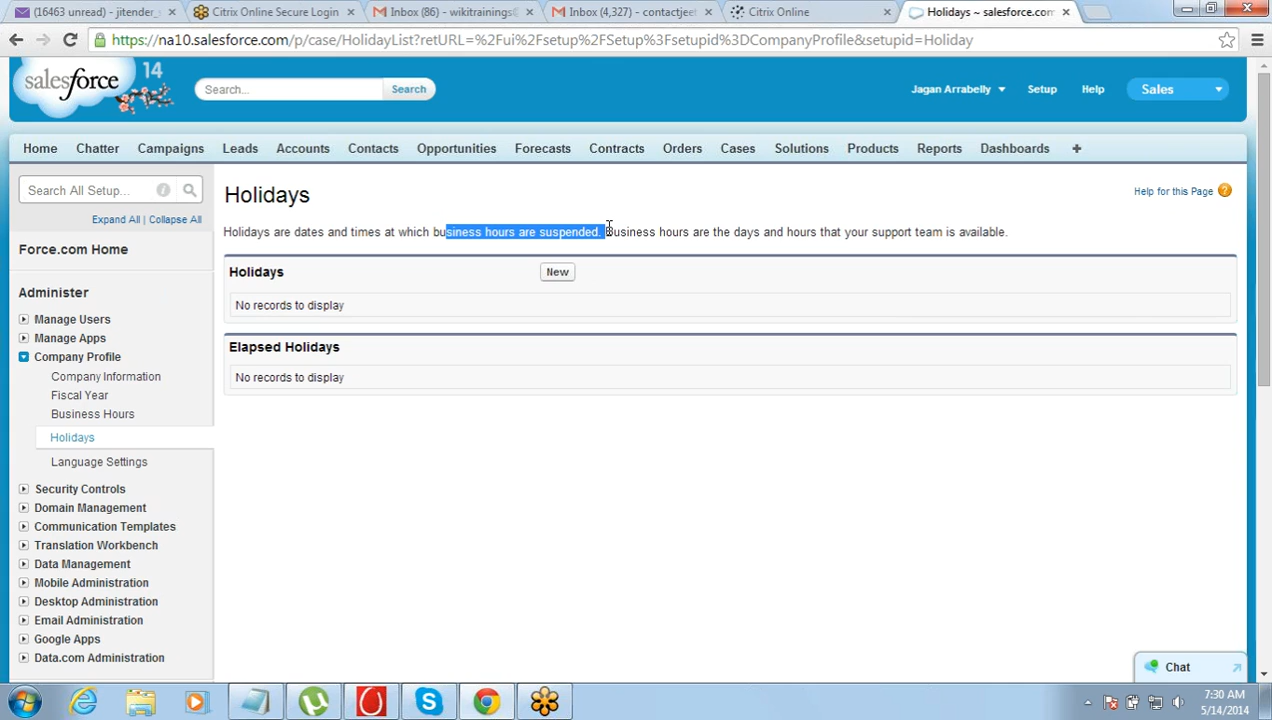 (16463 unread) - jitender_
Citrix Online Secure Login
Inbox (86) - wikitrainings@
Inbox (4,327) - contactjeet
Citrix Online
Holidays ~ salesforce.com
https://na10.salesforce.com/p/case/HolidayList?retURL=%2Fui%2Fsetup%2FSetup%3Fsetupid%3DCompanyProfile&setupid=Holiday
salesforce 14
Search...
Search
Jagan Arrabelly
Setup
Help
Sales
Home
Chatter
Campaigns
Leads
Accounts
Contacts
Opportunities
Forecasts
Contracts
Orders
Cases
Solutions
Products
Reports
Dashboards
+
Search All Setup...
Expand All | Collapse All
Force.com Home
Administer
Manage Users
Manage Apps
Company Profile
Company Information
Fiscal Year
Business Hours
Holidays
Language Settings
Security Controls
Domain Management
Communication Templates
Translation Workbench
Data Management
Mobile Administration
Desktop Administration
Email Administration
Google Apps
Data.com Administration
Holidays
Help for this Page
Holidays are dates and times at which business hours are suspended. Business hours are the days and hours that your support team is available.
Holidays
New
No records to display
Elapsed Holidays
No records to display
Chat
7:30 AM
5/14/2014